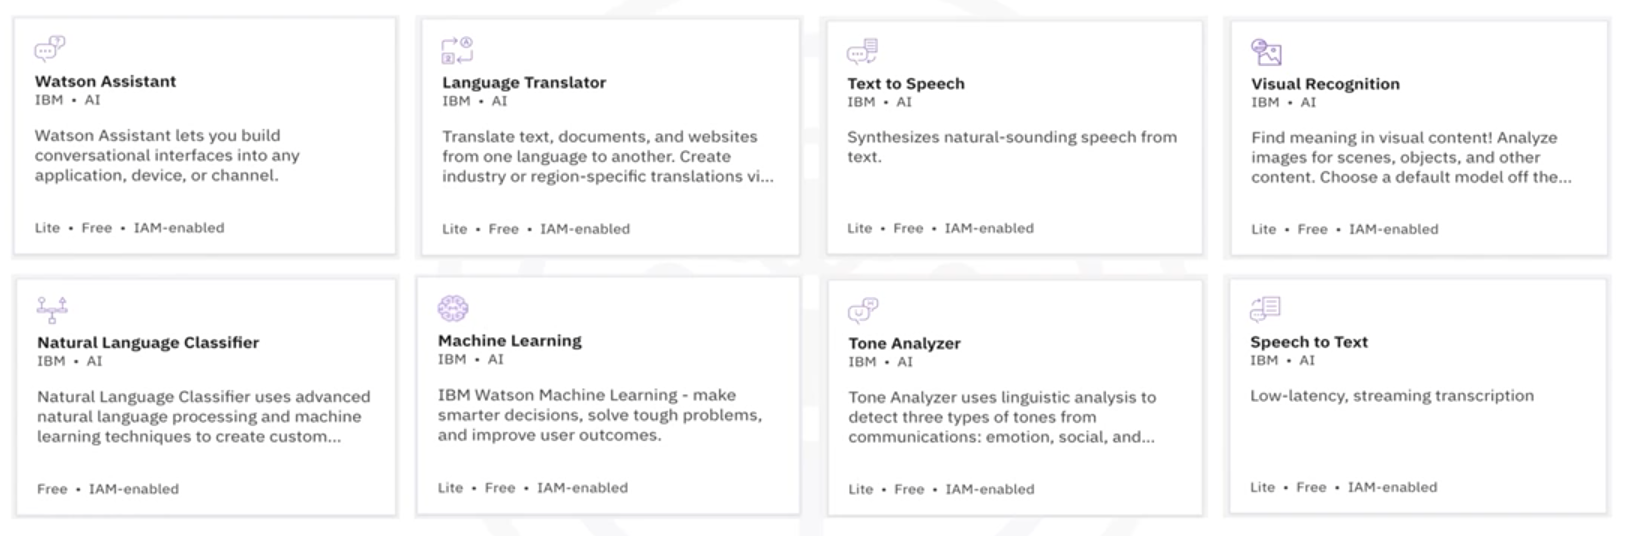 Watson Assistant
IBM • AI
Watson Assistant lets you build
conversational interfaces into any
application, device, or channel.
Lite • Free • IAM-enabled
Language Translator
IBM • AI
Translate text, documents, and websites
from one language to another. Create
industry or region-specific translations vi...
Lite • Free • IAM-enabled
Text to Speech
IBM • AI
Synthesizes natural-sounding speech from
text.
Lite • Free • IAM-enabled
Visual Recognition
IBM • AI
Find meaning in visual content! Analyze
images for scenes, objects, and other
content. Choose a default model off the...
Lite • Free • IAM-enabled
Natural Language Classifier
IBM • AI
Natural Language Classifier uses advanced
natural language processing and machine
learning techniques to create custom...
Free • IAM-enabled
Machine Learning
IBM • AI
IBM Watson Machine Learning - make
smarter decisions, solve tough problems,
and improve user outcomes.
Lite • Free • IAM-enabled
Tone Analyzer
IBM • AI
Tone Analyzer uses linguistic analysis to
detect three types of tones from
communications: emotion, social, and...
Lite • Free • IAM-enabled
Speech to Text
IBM • AI
Low-latency, streaming transcription
Lite • Free • IAM-enabled